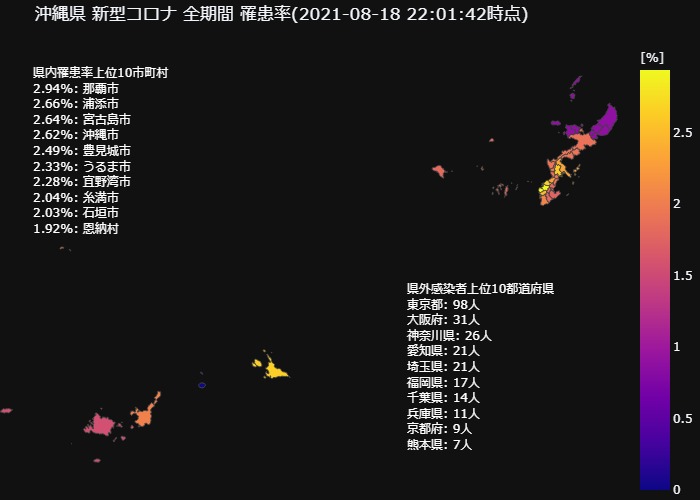 沖縄県 新型コロナ 全期間 罹患率(2021-08-18 22:01:42時点)
県内罹患率上位10市町村
2.94%: 那覇市
2.66%: 浦添市
2.64%: 宮古島市
2.62%: 沖縄市
2.49%: 豊見城市
2.33%: うるま市
2.28%: 宜野湾市
2.04%: 糸満市
2.03%: 石垣市
1.92%: 恩納村
県外感染者上位10都道府県
東京都: 98人
大阪府: 31人
神奈川県: 26人
愛知県: 21人
埼玉県: 21人
福岡県: 17人
千葉県: 14人
兵庫県: 11人
京都府: 9人
熊本県: 7人
[%]
2.5
2
1.5
1
0.5
0